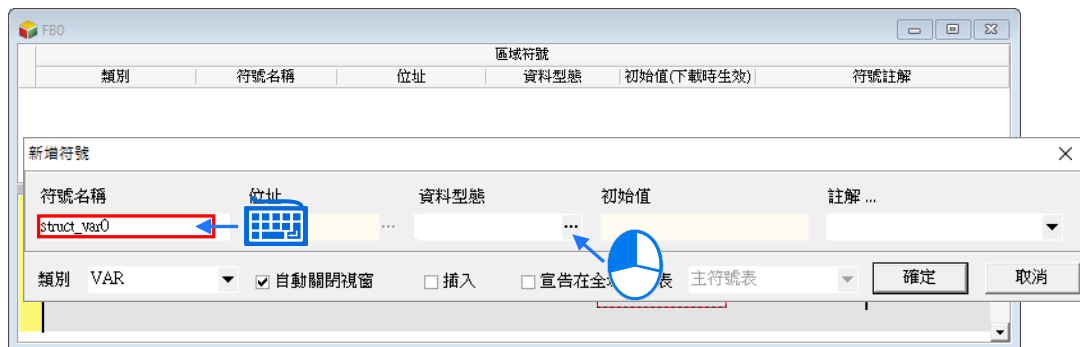 FB0
區域符號
類別 符號名稱 位址 資料型態 初始值(下載時生效) 符號註解
新增符號
符號名稱 位址 資料型態 初始值 註解 ...
struct_var0 ... ...
類別 VAR 自動關閉視窗 插入 宣告在全 表 主符號表 確定 取消